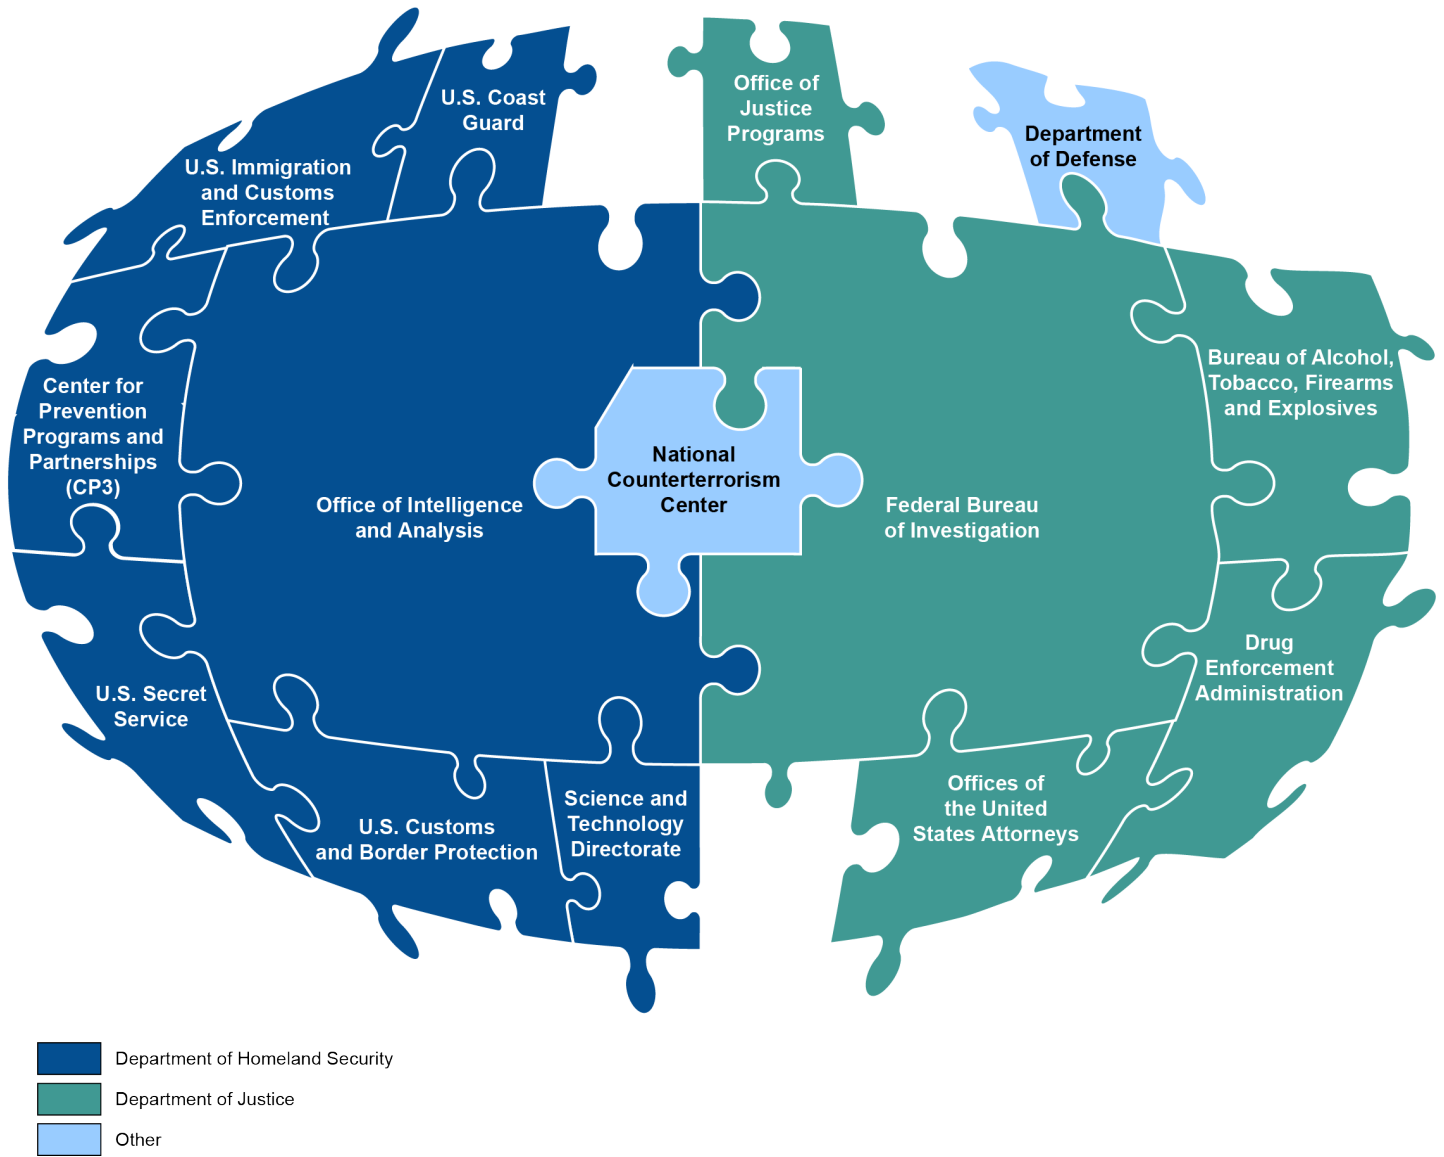 U.S. Coast
Guard
Office of
Justice
Programs
Department
of Defense
U.S. Immigration
and Customs
Enforcement
Center for
Prevention
Programs and
Partnerships
(CP3)
Bureau of Alcohol,
Tobacco, Firearms
and Explosives
National
Counterterrorism
Center
Office of Intelligence
and Analysis
Federal Bureau
of Investigation
U.S. Secret
Service
Drug
Enforcement
Administration
U.S. Customs
and Border Protection
Science and
Technology
Directorate
Offices of
the United
States Attorneys
Department of Homeland Security
Department of Justice
Other